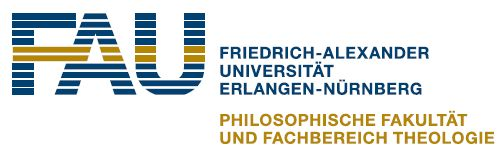 FAU
FRIEDRICH-ALEXANDER
UNIVERSITÄT
ERLANGEN-NÜRNBERG
PHILOSOPHISCHE FAKULTÄT
UND FACHBEREICH THEOLOGIE